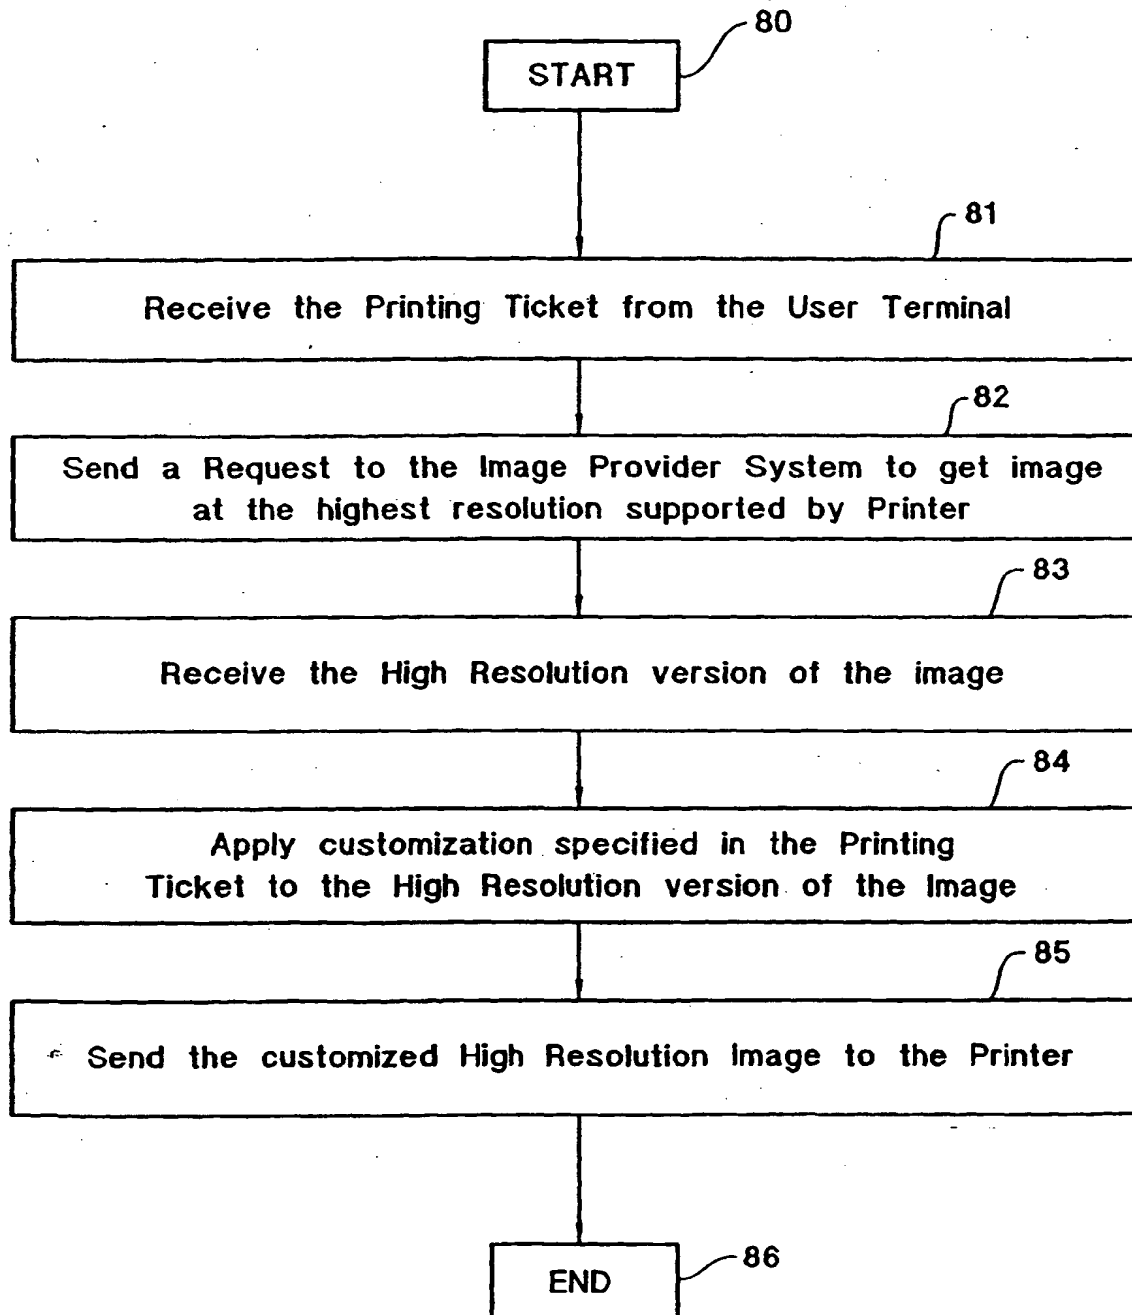 80
START
81
Receive the Printing Ticket from the User Terminal
82
Send a Request to the Image Provider System to get image
at the highest resolution supported by Printer
83
Receive the High Resolution version of the image
84
Apply customization specified in the Printing
Ticket to the High Resolution version of the Image
85
Send the customized High Resolution Image to the Printer
86
END